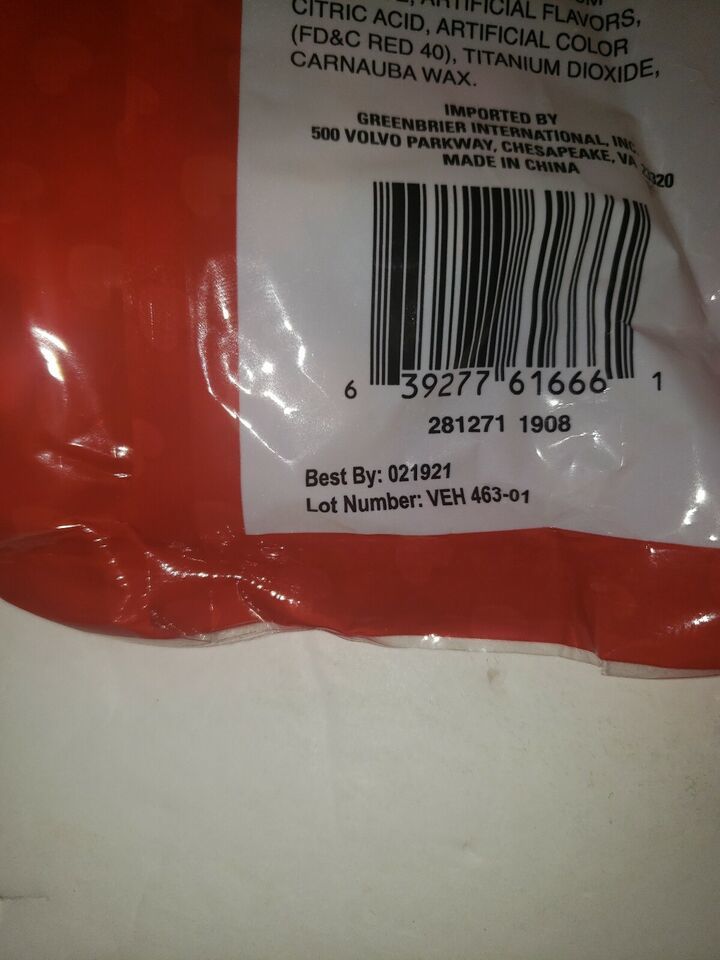 ARTIFICIAL FLAVORS,
CITRIC ACID, ARTIFICIAL COLOR
(FD&C RED 40), TITANIUM DIOXIDE,
CARNAUBA WAX.
IMPORTED BY
GREENBRIER INTERNATIONAL, INC.
500 VOLVO PARKWAY, CHESAPEAKE, VA 23320
MADE IN CHINA
6 39277 61666 1
281271 1908
Best By: 021921
Lot Number: VEH 463-01